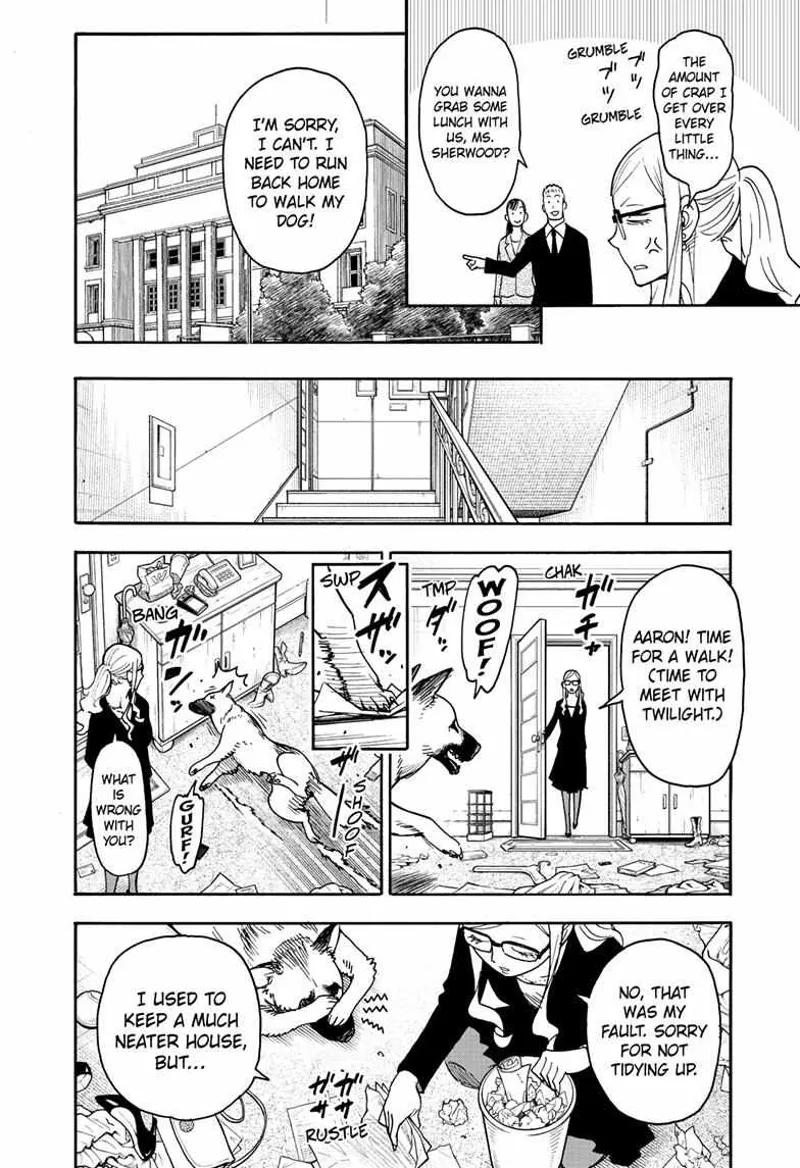 THE
AMOUNT
OF CRAP I
GET OVER
EVERY
LITTLE
THING...
GRUMBLE
ブツ
ブツ
GRUMBLE
YOU WANNA
GRAB SOME
LUNCH WITH
US, MS.
SHERWOOD?
I'M SORRY,
I CAN'T. I
NEED TO RUN
BACK HOME
TO WALK MY
DOG!
CHAK
ガチャ
AARON! TIME
FOR A WALK!
(TIME TO
MEET WITH
TWILIGHT.)
WOOF!
TMP
ダッ
SWP
ズッ
BANG
ガンッ
SHOOF
GURF!
WHAT
IS
WRONG
WITH
YOU?
NO, THAT
WAS MY
FAULT. SORRY
FOR NOT
TIDYING UP.
ガサ
ガサ
RUSTLE
I USED TO
KEEP A MUCH
NEATER HOUSE,
BUT...